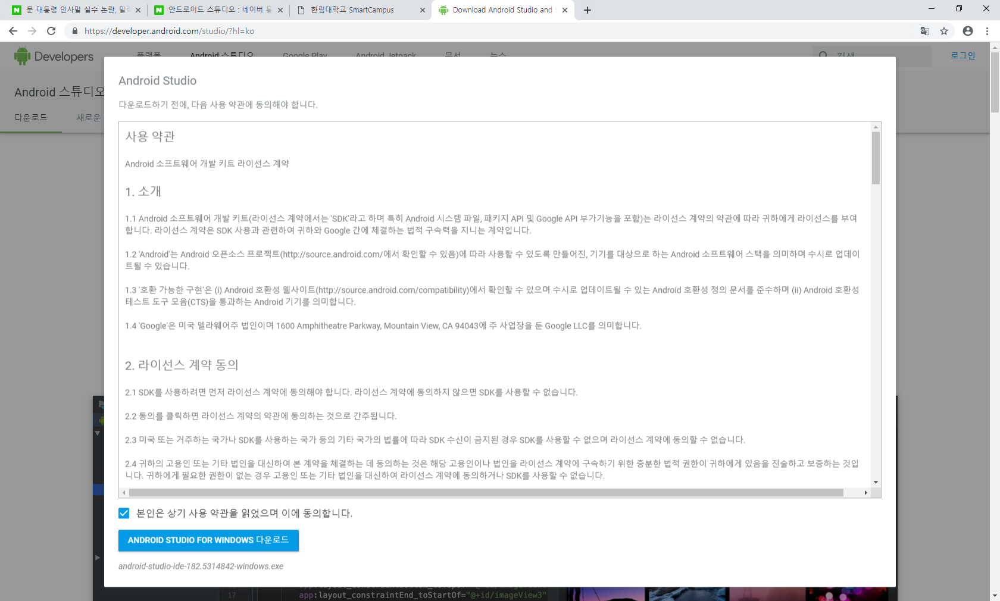 문 대통령 인사말 실수 논란, 말레
안드로이드 스튜디오 : 네이버 통
한림대학교 SmartCampus
Download Android Studio and S
https://developer.android.com/studio/?hl=ko
Developers
플랫폼
Android 스튜디오
Google Play
Android Jetpack
문서
뉴스
검색
로그인
Android 스튜디오
다운로드
새로운
Android Studio
다운로드하기 전에, 다음 사용 약관에 동의해야 합니다.
사용 약관
Android 소프트웨어 개발 키트 라이선스 계약
1. 소개
1.1 Android 소프트웨어 개발 키트(라이선스 계약에서는 'SDK'라고 하며 특히 Android 시스템 파일, 패키지 API 및 Google API 부가기능을 포함)는 라이선스 계약의 약관에 따라 귀하에게 라이선스를 부여
합니다. 라이선스 계약은 SDK 사용과 관련하여 귀하와 Google 간에 체결하는 법적 구속력을 지니는 계약입니다.
1.2 'Android'는 Android 오픈소스 프로젝트(http://source.android.com/에서 확인할 수 있음)에 따라 사용할 수 있도록 만들어진, 기기를 대상으로 하는 Android 소프트웨어 스택을 의미하며 수시로 업데이
트될 수 있습니다.
1.3 '호환 가능한 구현'은 (i) Android 호환성 웹사이트(http://source.android.com/compatibility)에서 확인할 수 있으며 수시로 업데이트될 수 있는 Android 호환성 정의 문서를 준수하며 (ii) Android 호환성
테스트 도구 모음(CTS)을 통과하는 Android 기기를 의미합니다.
1.4 'Google'은 미국 델라웨어주 법인이며 1600 Amphitheatre Parkway, Mountain View, CA 94043에 주 사업장을 둔 Google LLC를 의미합니다.
2. 라이선스 계약 동의
2.1 SDK를 사용하려면 먼저 라이선스 계약에 동의해야 합니다. 라이선스 계약에 동의하지 않으면 SDK를 사용할 수 없습니다.
2.2 동의를 클릭하면 라이선스 계약의 약관에 동의하는 것으로 간주됩니다.
2.3 미국 또는 거주하는 국가나 SDK를 사용하는 국가 등의 기타 국가의 법률에 따라 SDK 수신이 금지된 경우 SDK를 사용할 수 없으며 라이선스 계약에 동의할 수 없습니다.
2.4 귀하의 고용인 또는 기타 법인을 대신하여 본 계약을 체결하는 데 동의하는 것은 해당 고용인이나 법인을 라이선스 계약에 구속하기 위한 충분한 법적 권한이 귀하에게 있음을 진술하고 보증하는 것입
니다. 귀하에게 필요한 권한이 없는 경우 고용인 또는 기타 법인을 대신하여 라이선스 계약에 동의하거나 SDK를 사용할 수 없습니다.
본인은 상기 사용 약관을 읽었으며 이에 동의합니다.
ANDROID STUDIO FOR WINDOWS 다운로드
android-studio-ide-182.5314842-windows.exe
17 app:layout_constraintEnd_toStartOf="@+id/imageView3"